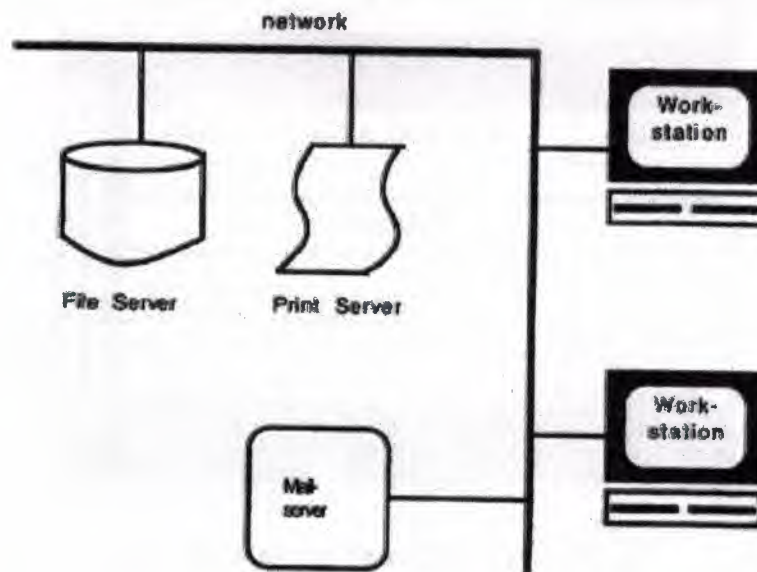 network
Work-
station
File Server
Print Server
Work-
station
Mail-
server